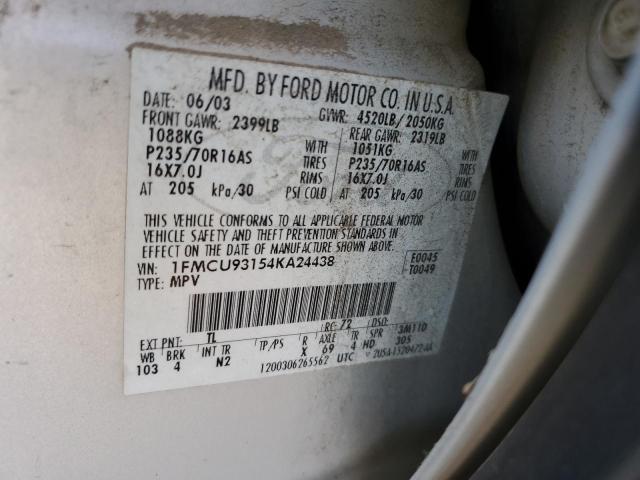 MFD. BY FORD MOTOR CO. IN U.S.A.
DATE: 06/03 GVWR: 4520LB/ 2050KG
FRONT GAWR: 2399LB REAR GAWR: 2319LB
1088KG WITH 1051KG WITH
P235/70R16AS TIRES P235/70R16AS TIRES
16X7.0J RIMS 16X7.0J RIMS
AT 205 kPa/30 PSI COLD AT 205 kPa/30 PSI COLD
THIS VEHICLE CONFORMS TO ALL APPLICABLE FEDERAL MOTOR
VEHICLE SAFETY AND THEFT PREVENTION STANDARDS IN
EFFECT ON THE DATE OF MANUFACTURE SHOWN ABOVE.
VIN: 1FMCU93154KA24438 E0045
TYPE: MPV T0049
EXT PNT: TL RC: 72 DSO: 3M110
WB BRK INT TR TP/PS R AXLE TR SPR 305
103 4 N2 X 69 4 HD
1200306265562 UTC